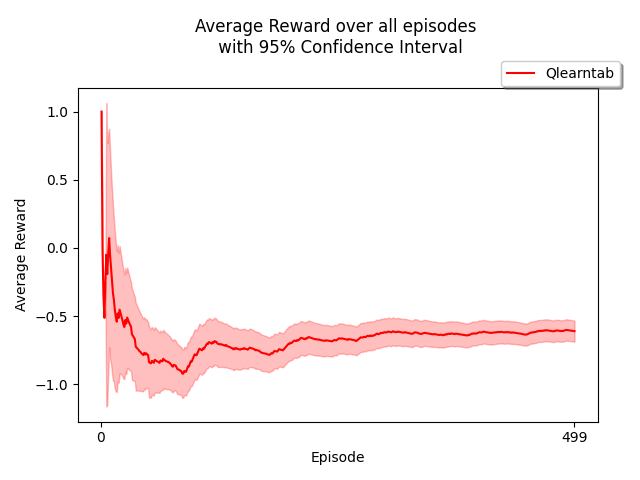 Average Reward over all episodes
with 95% Confidence Interval
Qlearntab
1.0
0.5
0.0
−0.5
−1.0
Average Reward
0
499
Episode